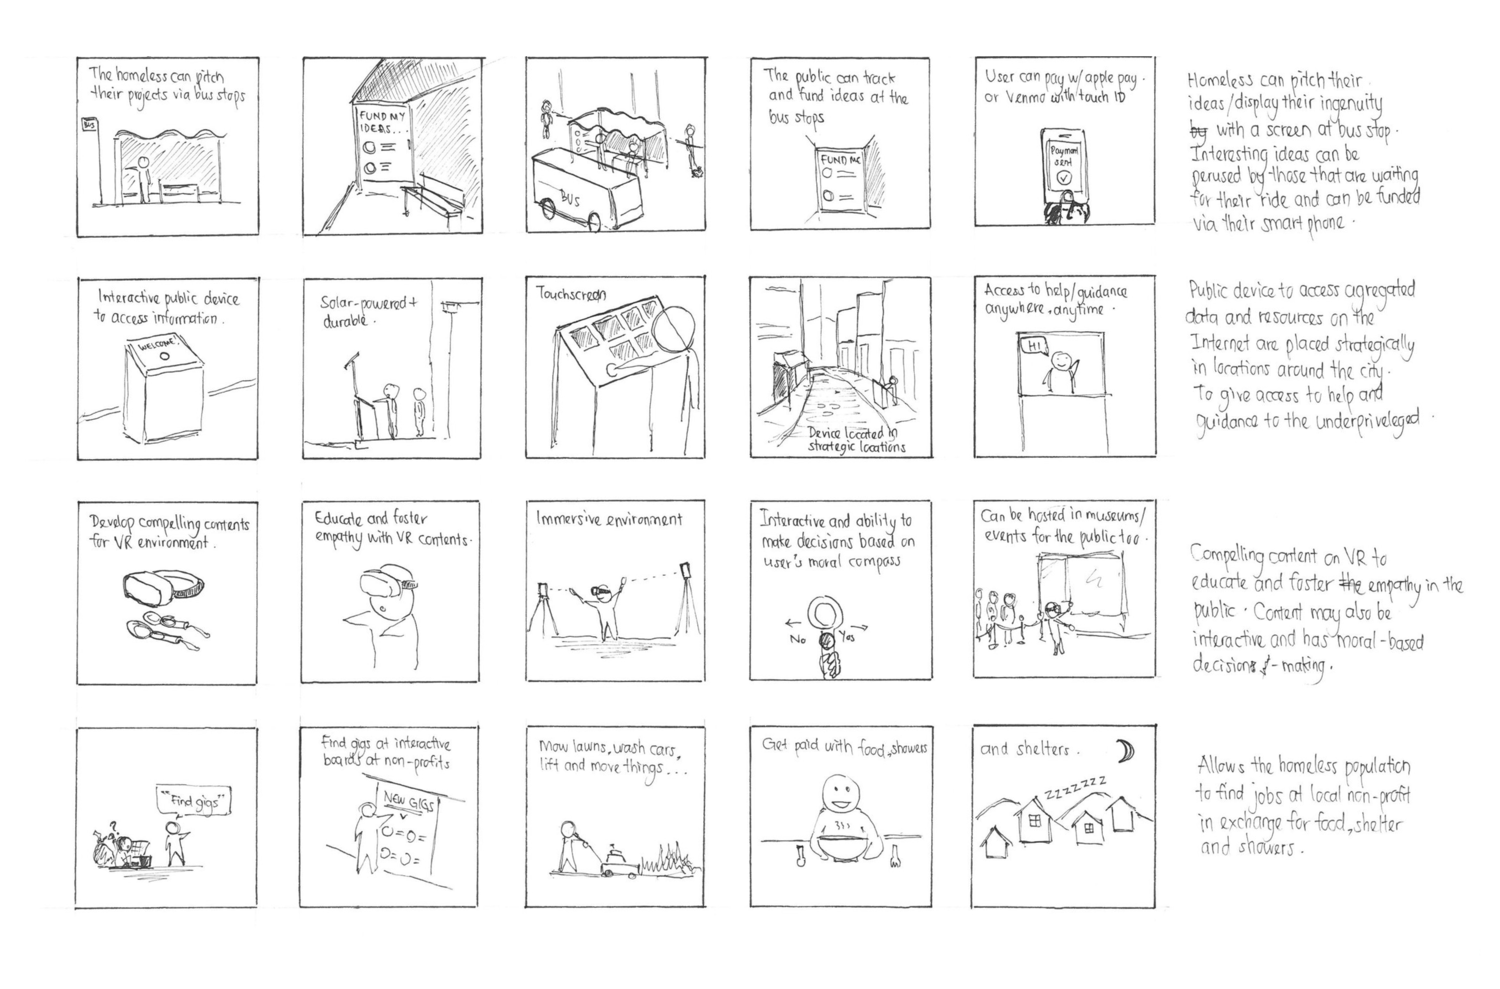 The homeless can pitch
their projects via bus stops
BUS
FUND MY
IDEAS...
BUS
The public can track
and fund ideas at the
bus stops
FUND ME
User can pay w/ apple pay.
or Venmo with touch ID
Payment
sent
Homeless can pitch their
ideas/display their ingenuity
by with a screen at bus stop.
Interesting ideas can be
perused by those that are waiting
for their ride and can be funded
via their smart phone.
Interactive public device
to access information.
WELCOME!
Solar-powered +
durable.
Touchscreen
Device located in
strategic locations
Access to help/guidance
anywhere, anytime.
HI!
Public device to access agregated
data and resources on the
Internet are placed strategically
in locations around the city.
To give access to help and
guidance to the underpriveleged.
Develop compelling contents
for VR environment.
Educate and foster
empathy with VR contents.
Immersive environment
Interactive and ability to
make decisions based on
user's moral compass
No
Yes
Can be hosted in museums/
events for the public too.
Compelling content on VR to
educate and foster the empathy in the
public. Content may also be
interactive and has moral-based
decision-making.
"Find gigs"
?
Find gigs at interactive
boards at non-profits
NEW GIGS
Mow lawns, wash cars,
lift and move things...
Get paid with food, showers
and shelters.
zzzzzzz
Allows the homeless population
to find jobs at local non-profit
in exchange for food, shelter
and showers.